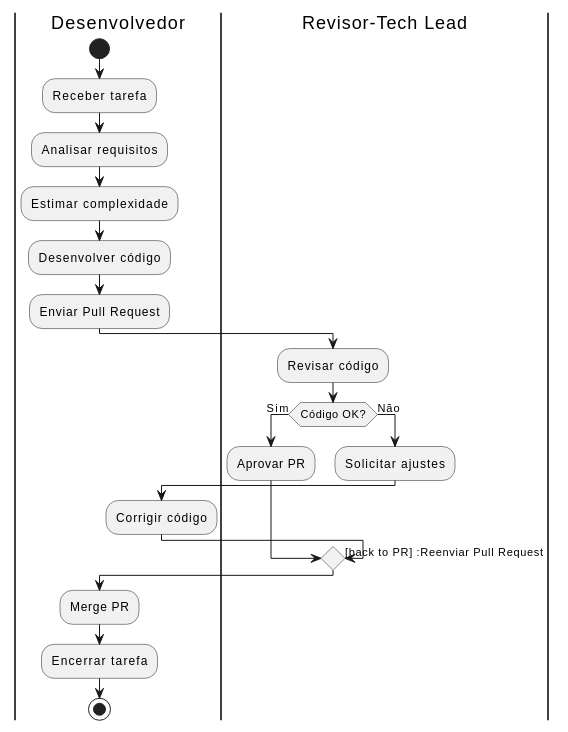 Desenvolvedor
Revisor-Tech Lead
Receber tarefa
Analisar requisitos
Estimar complexidade
Desenvolver código
Enviar Pull Request
Revisar código
Sim
Código OK?
Não
Aprovar PR
Solicitar ajustes
Corrigir código
[back to PR] :Reenviar Pull Request
Merge PR
Encerrar tarefa